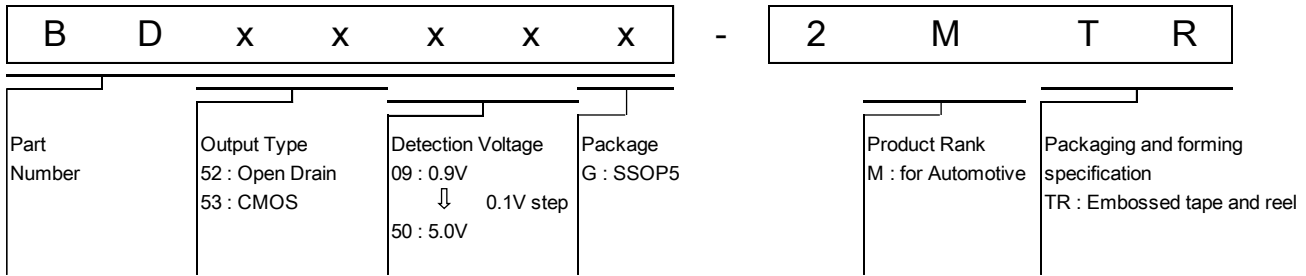 B D x x x x x - 2 M T R
Part Number
Output Type
52 : Open Drain
53 : CMOS
Detection Voltage
09 : 0.9V
⇩ 0.1V step
50 : 5.0V
Package
G : SSOP5
Product Rank
M : for Automotive
Packaging and forming
specification
TR : Embossed tape and reel